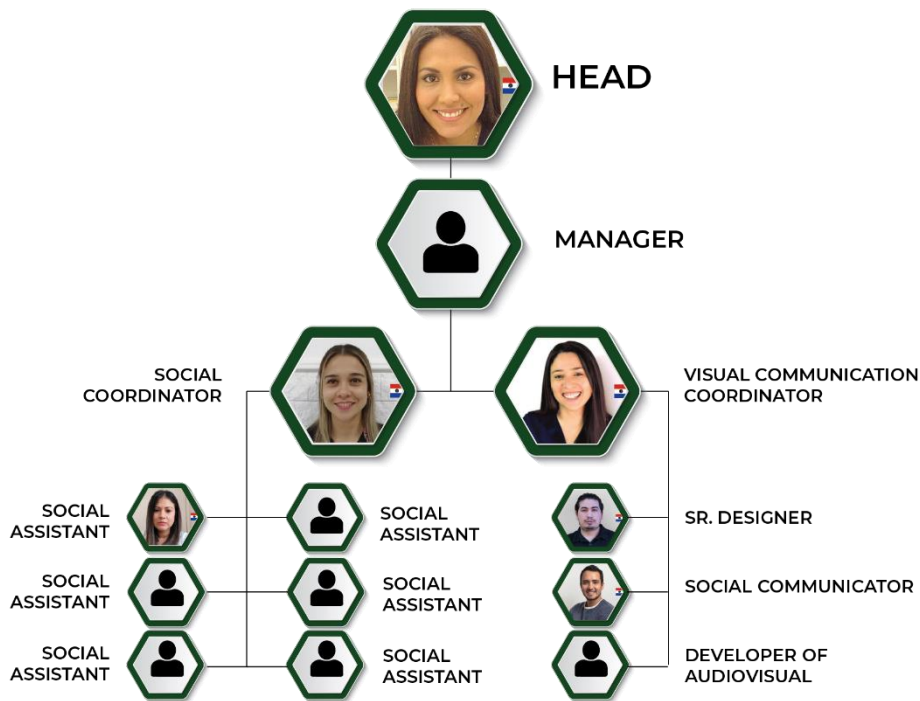 HEAD
MANAGER
SOCIAL
COORDINATOR
VISUAL COMMUNICATION
COORDINATOR
SOCIAL
ASSISTANT
SOCIAL
ASSISTANT
SR. DESIGNER
SOCIAL
ASSISTANT
SOCIAL
ASSISTANT
SOCIAL COMMUNICATOR
SOCIAL
ASSISTANT
SOCIAL
ASSISTANT
DEVELOPER OF
AUDIOVISUAL